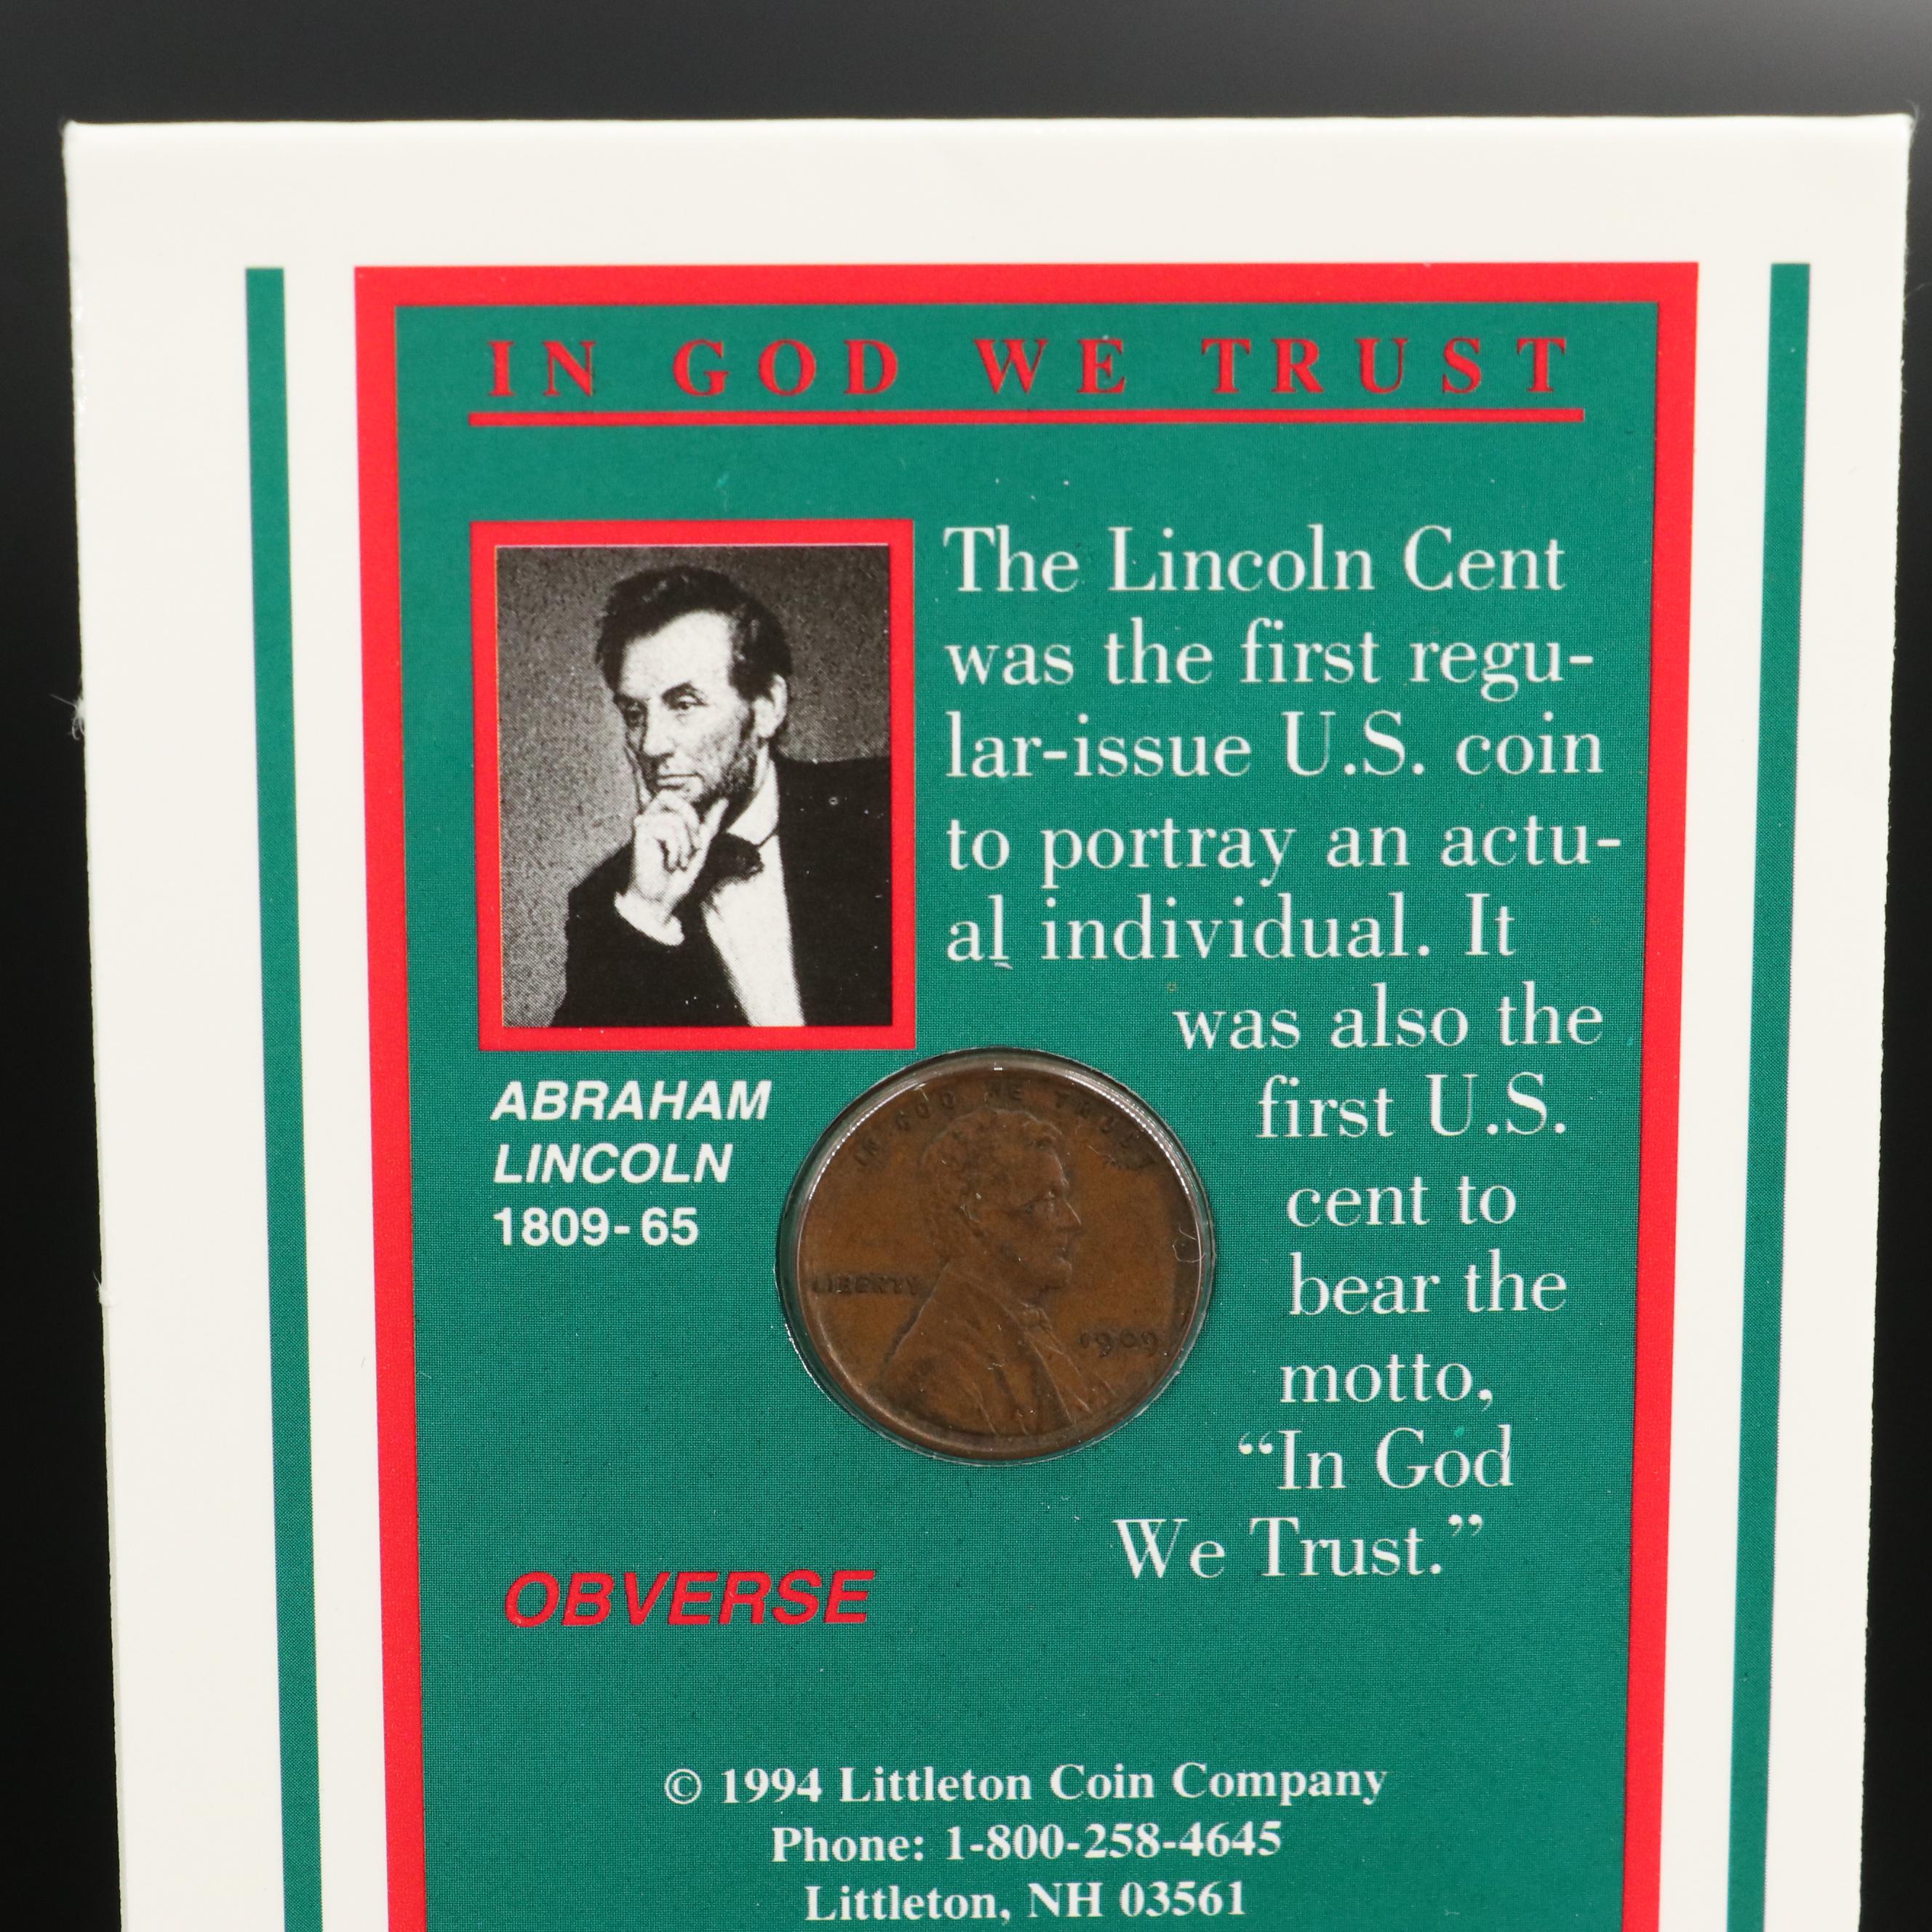 IN GOD WE TRUST
The Lincoln Cent
was the first regu-
lar-issue U.S. coin
to portray an actu-
al individual. It
was also the
first U.S.
cent to
bear the
motto,
“In God
We Trust.”
ABRAHAM
LINCOLN
1809-65
IN GOD WE TRUST
LIBERTY
1909
OBVERSE
© 1994 Littleton Coin Company
Phone: 1-800-258-4645
Littleton, NH 03561